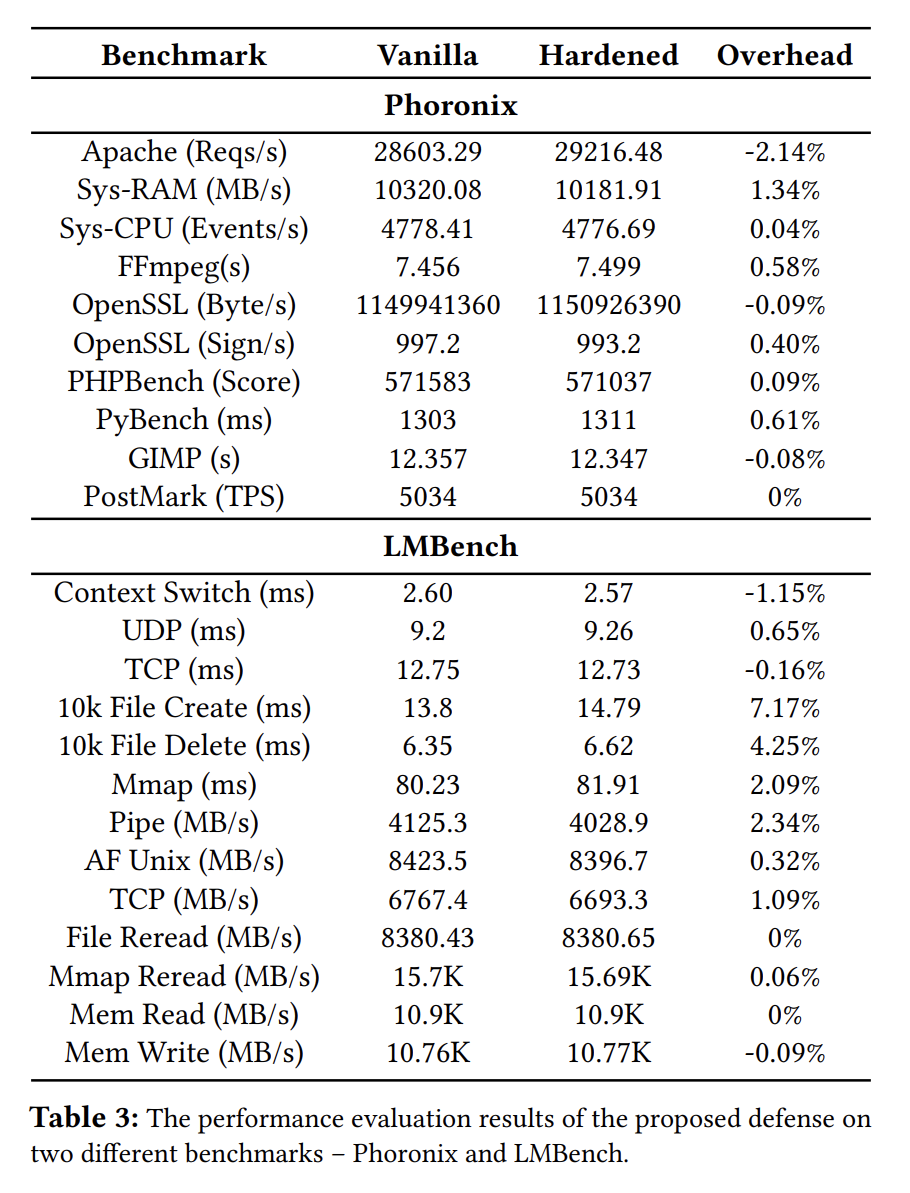 Benchmark Vanilla Hardened Overhead
Phoronix
Apache (Reqs/s) 28603.29 29216.48 -2.14%
Sys-RAM (MB/s) 10320.08 10181.91 1.34%
Sys-CPU (Events/s) 4778.41 4776.69 0.04%
FFmpeg(s) 7.456 7.499 0.58%
OpenSSL (Byte/s) 1149941360 1150926390 -0.09%
OpenSSL (Sign/s) 997.2 993.2 0.40%
PHPBench (Score) 571583 571037 0.09%
PyBench (ms) 1303 1311 0.61%
GIMP (s) 12.357 12.347 -0.08%
PostMark (TPS) 5034 5034 0%
LMBench
Context Switch (ms) 2.60 2.57 -1.15%
UDP (ms) 9.2 9.26 0.65%
TCP (ms) 12.75 12.73 -0.16%
10k File Create (ms) 13.8 14.79 7.17%
10k File Delete (ms) 6.35 6.62 4.25%
Mmap (ms) 80.23 81.91 2.09%
Pipe (MB/s) 4125.3 4028.9 2.34%
AF Unix (MB/s) 8423.5 8396.7 0.32%
TCP (MB/s) 6767.4 6693.3 1.09%
File Reread (MB/s) 8380.43 8380.65 0%
Mmap Reread (MB/s) 15.7K 15.69K 0.06%
Mem Read (MB/s) 10.9K 10.9K 0%
Mem Write (MB/s) 10.76K 10.77K -0.09%
Table 3: The performance evaluation results of the proposed defense on
two different benchmarks – Phoronix and LMBench.